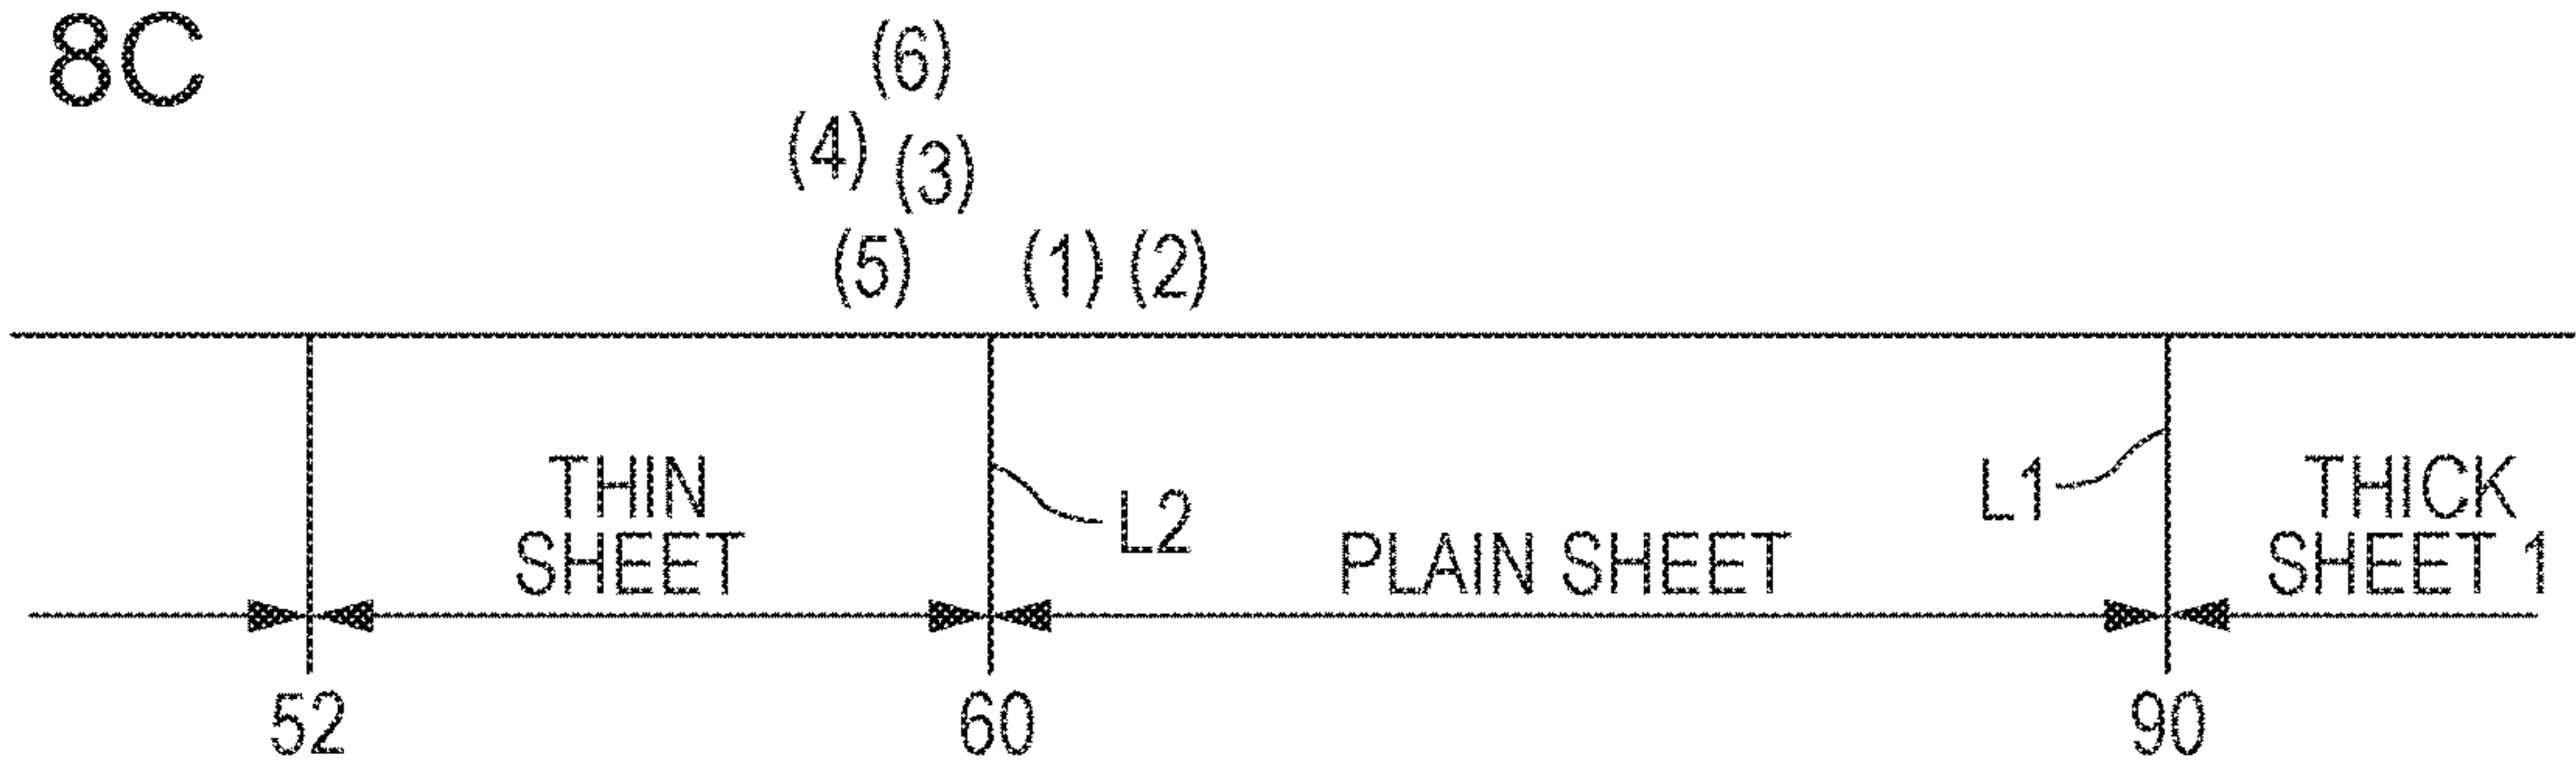 8C
(6)
(4)
(3)
(5)
(1) (2)
THIN
SHEET
L2
PLAIN SHEET
L1
THICK
SHEET 1
52
60
90